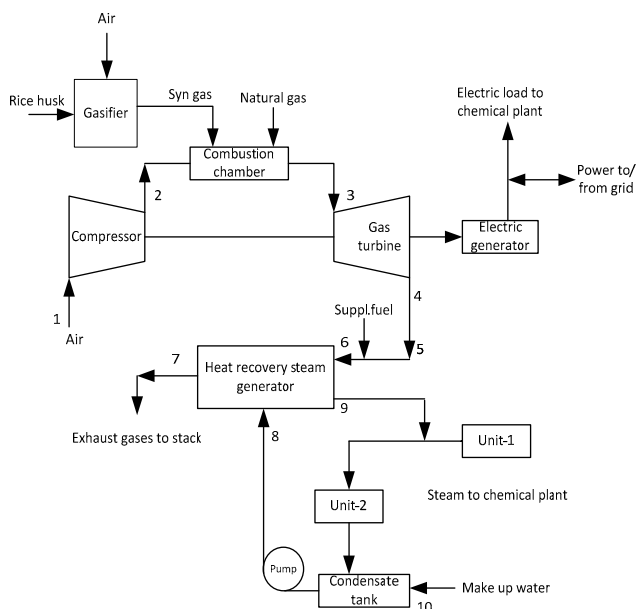 Air
Rice husk
Gasifier
Syn gas
Natural gas
Combustion
chamber
Electric load to
chemical plant
Power to/
from grid
2
3
Compressor
Gas
turbine
Electric
generator
1
Air
4
Suppl.fuel
5
6
7
Heat recovery steam
generator
9
8
Exhaust gases to stack
Unit-1
Unit-2
Steam to chemical plant
Pump
Condensate
tank
Make up water
10